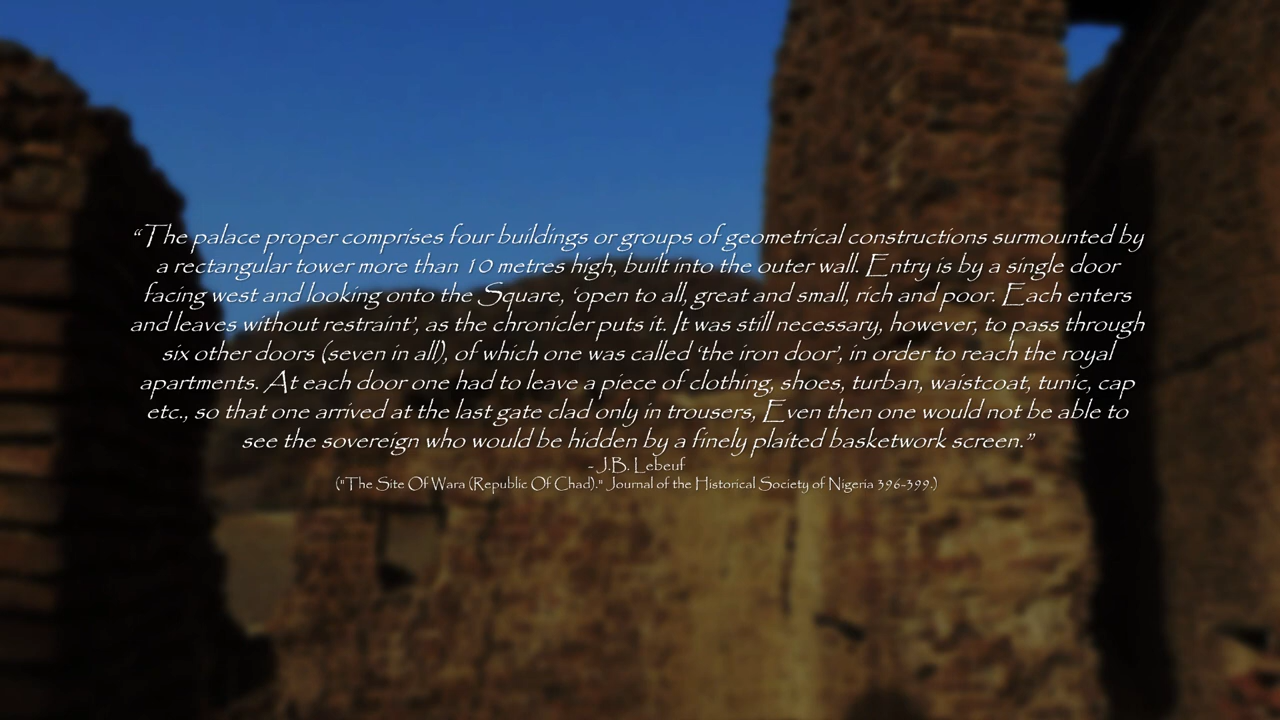 “The palace proper comprises four buildings or groups of geometrical constructions surmounted by
a rectangular tower more than 10 metres high, built into the outer wall. Entry is by a single door
facing west and looking onto the Square, ‘open to all, great and small, rich and poor. Each enters
and leaves without restraint’, as the chronicler puts it. It was still necessary, however, to pass through
six other doors (seven in all), of which one was called ‘the iron door’, in order to reach the royal
apartments. At each door one had to leave a piece of clothing, shoes, turban, waistcoat, tunic, cap
etc., so that one arrived at the last gate clad only in trousers, Even then one would not be able to
see the sovereign who would be hidden by a finely plaited basketwork screen.”
- J.B. Lebeuf
("The Site Of Wara (Republic Of Chad)." Journal of the Historical Society of Nigeria 396-399.)